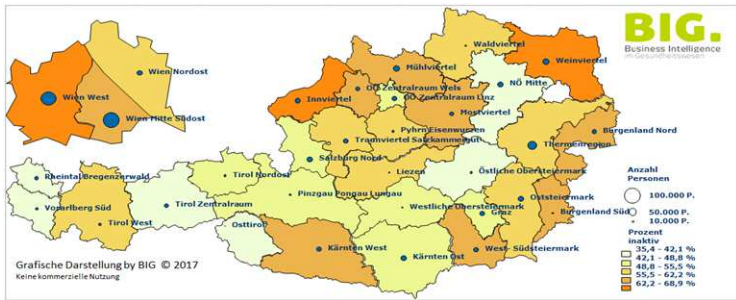 BIG.
Business Intelligence
im Gesundheitswesen
Waldviertel
Weinviertel
Wien Nordost
Mühlviertel
NÖ Mitte
OÖ Zentralraum Wels
Wien West
OÖ Zentralraum Linz
Innviertel
Mostviertel
Wien Mitte Südost
Pyhrn Eisenwurzen
Burgenland Nord
Traunviertel Salzkammergut
Thermenregion
Salzburg Nord
Liezen
Östliche Obersteiermark
Rheintal Bregenzerwald
Tirol Nordost
Anzahl
Personen
Pinzgau Pongau Lungau
100.000 P.
Oststeiermark
Vorarlberg Süd
Tirol Zentralraum
Westliche Obersteiermark
Graz
Burgenland Süd
50.000 P.
10.000 P.
Tirol West
Osttirol
Prozent
inaktiv
Kärnten West
West- Südsteiermark
35,4 - 42,1 %
Kärnten Ost
42,1 - 48,8 %
48,8 - 55,5 %
55,5 - 62,2 %
62,2 - 68,9 %
Grafische Darstellung by BIG © 2017
Keine kommerzielle Nutzung